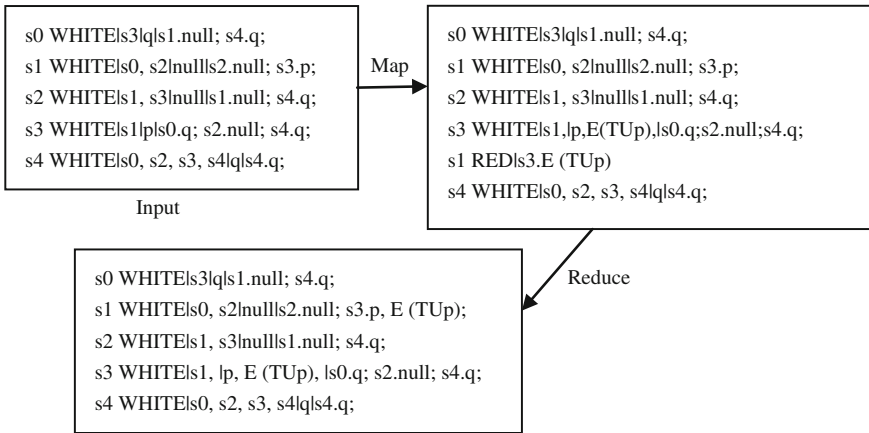 s0 WHITE|s3|q|s1.null; s4.q;
s1 WHITE|s0, s2|null|s2.null; s3.p;
s2 WHITE|s1, s3|null|s1.null; s4.q;
s3 WHITE|s1|p|s0.q; s2.null; s4.q;
s4 WHITE|s0, s2, s3, s4|q|s4.q;
Input
Map
s0 WHITE|s3|q|s1.null; s4.q;
s1 WHITE|s0, s2|null|s2.null; s3.p;
s2 WHITE|s1, s3|null|s1.null; s4.q;
s3 WHITE|s1,|p,E(TUp),|s0.q;s2.null;s4.q;
s1 RED|s3.E (TUp)
s4 WHITE|s0, s2, s3, s4|q|s4.q;
Reduce
s0 WHITE|s3|q|s1.null; s4.q;
s1 WHITE|s0, s2|null|s2.null; s3.p, E (TUp);
s2 WHITE|s1, s3|null|s1.null; s4.q;
s3 WHITE|s1, |p, E (TUp), |s0.q; s2.null; s4.q;
s4 WHITE|s0, s2, s3, s4|q|s4.q;